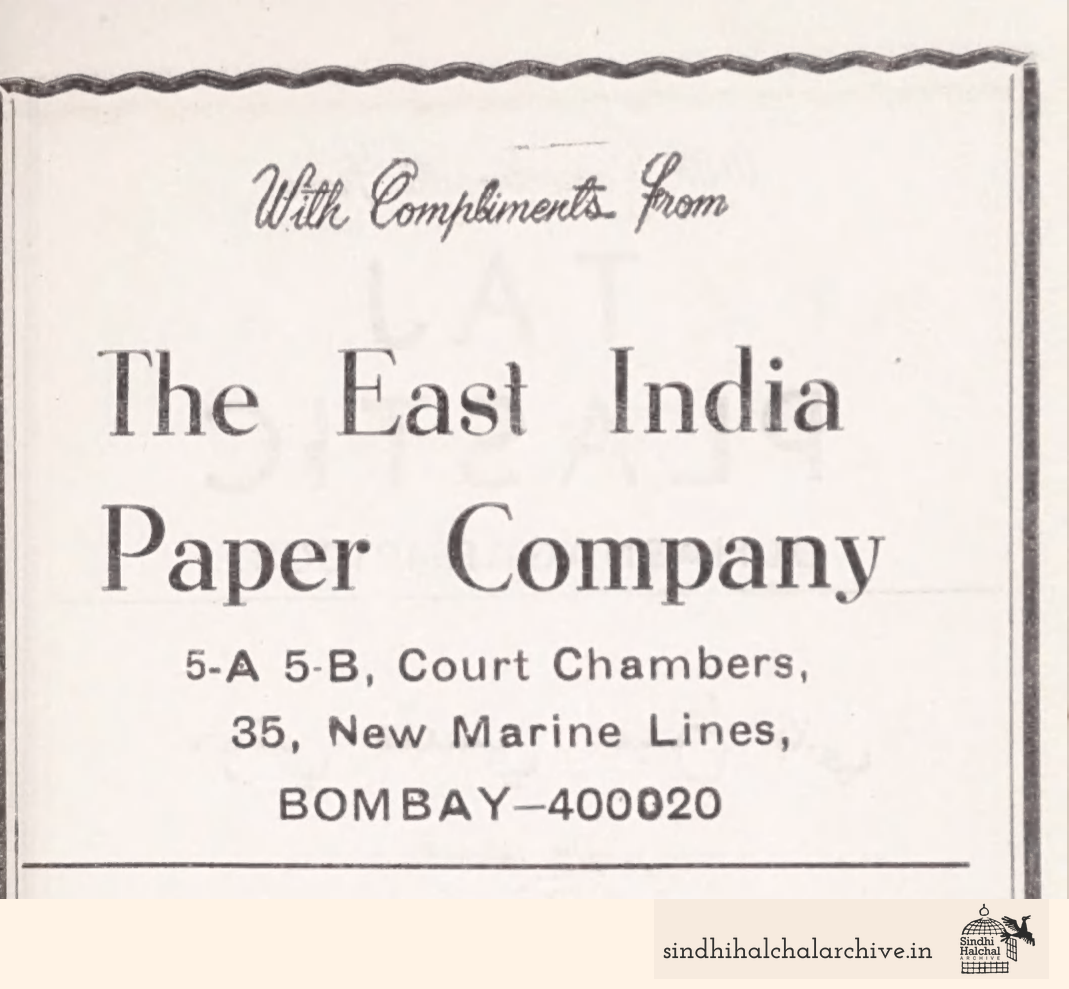 With Compliments From
The East India
Paper Company
5-A 5-B, Court Chambers,
35, New Marine Lines,
BOMBAY—400020
sindhihalchalarchive.in
Sindhi
Halchal
ARCHIVE